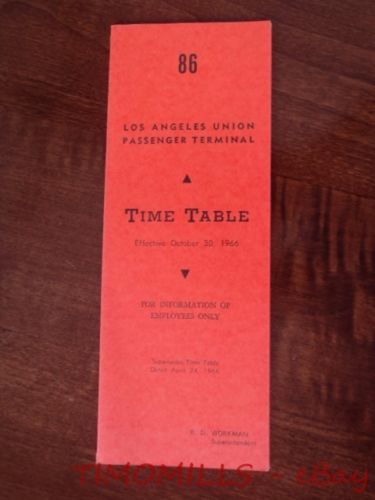 86
LOS ANGELES UNION
PASSENGER TERMINAL
TIME TABLE
Effective October 30, 1966
FOR INFORMATION OF
EMPLOYEES ONLY
Supersedes Time Table
Dated April 24, 1966
R. D. WORKMAN
Superintendent
TIMOMILLS - eBay